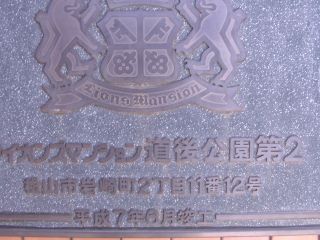 Lions Mansion
ライオンズマンション道後公園第2
松山市岩崎町2丁目11番12号
平成7年6月竣工